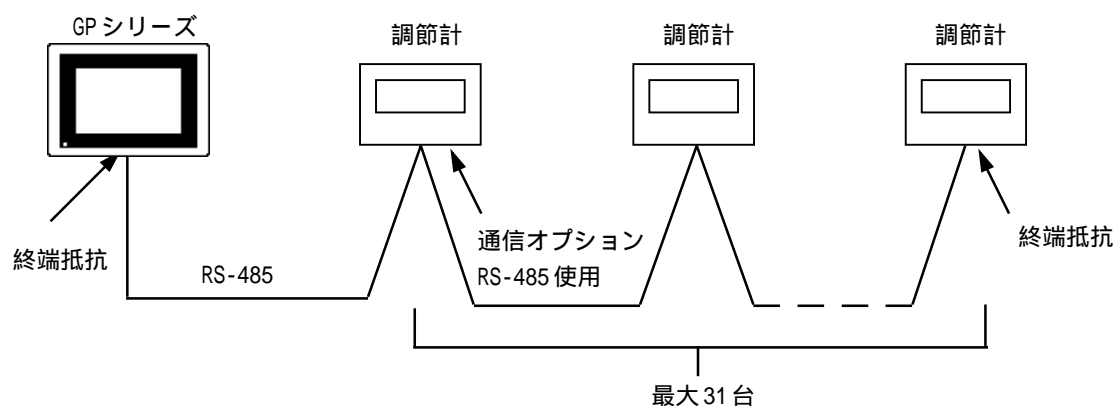 GPシリーズ
調節計
調節計
調節計
終端抵抗
RS-485
通信オプション
RS-485使用
終端抵抗
最大31台